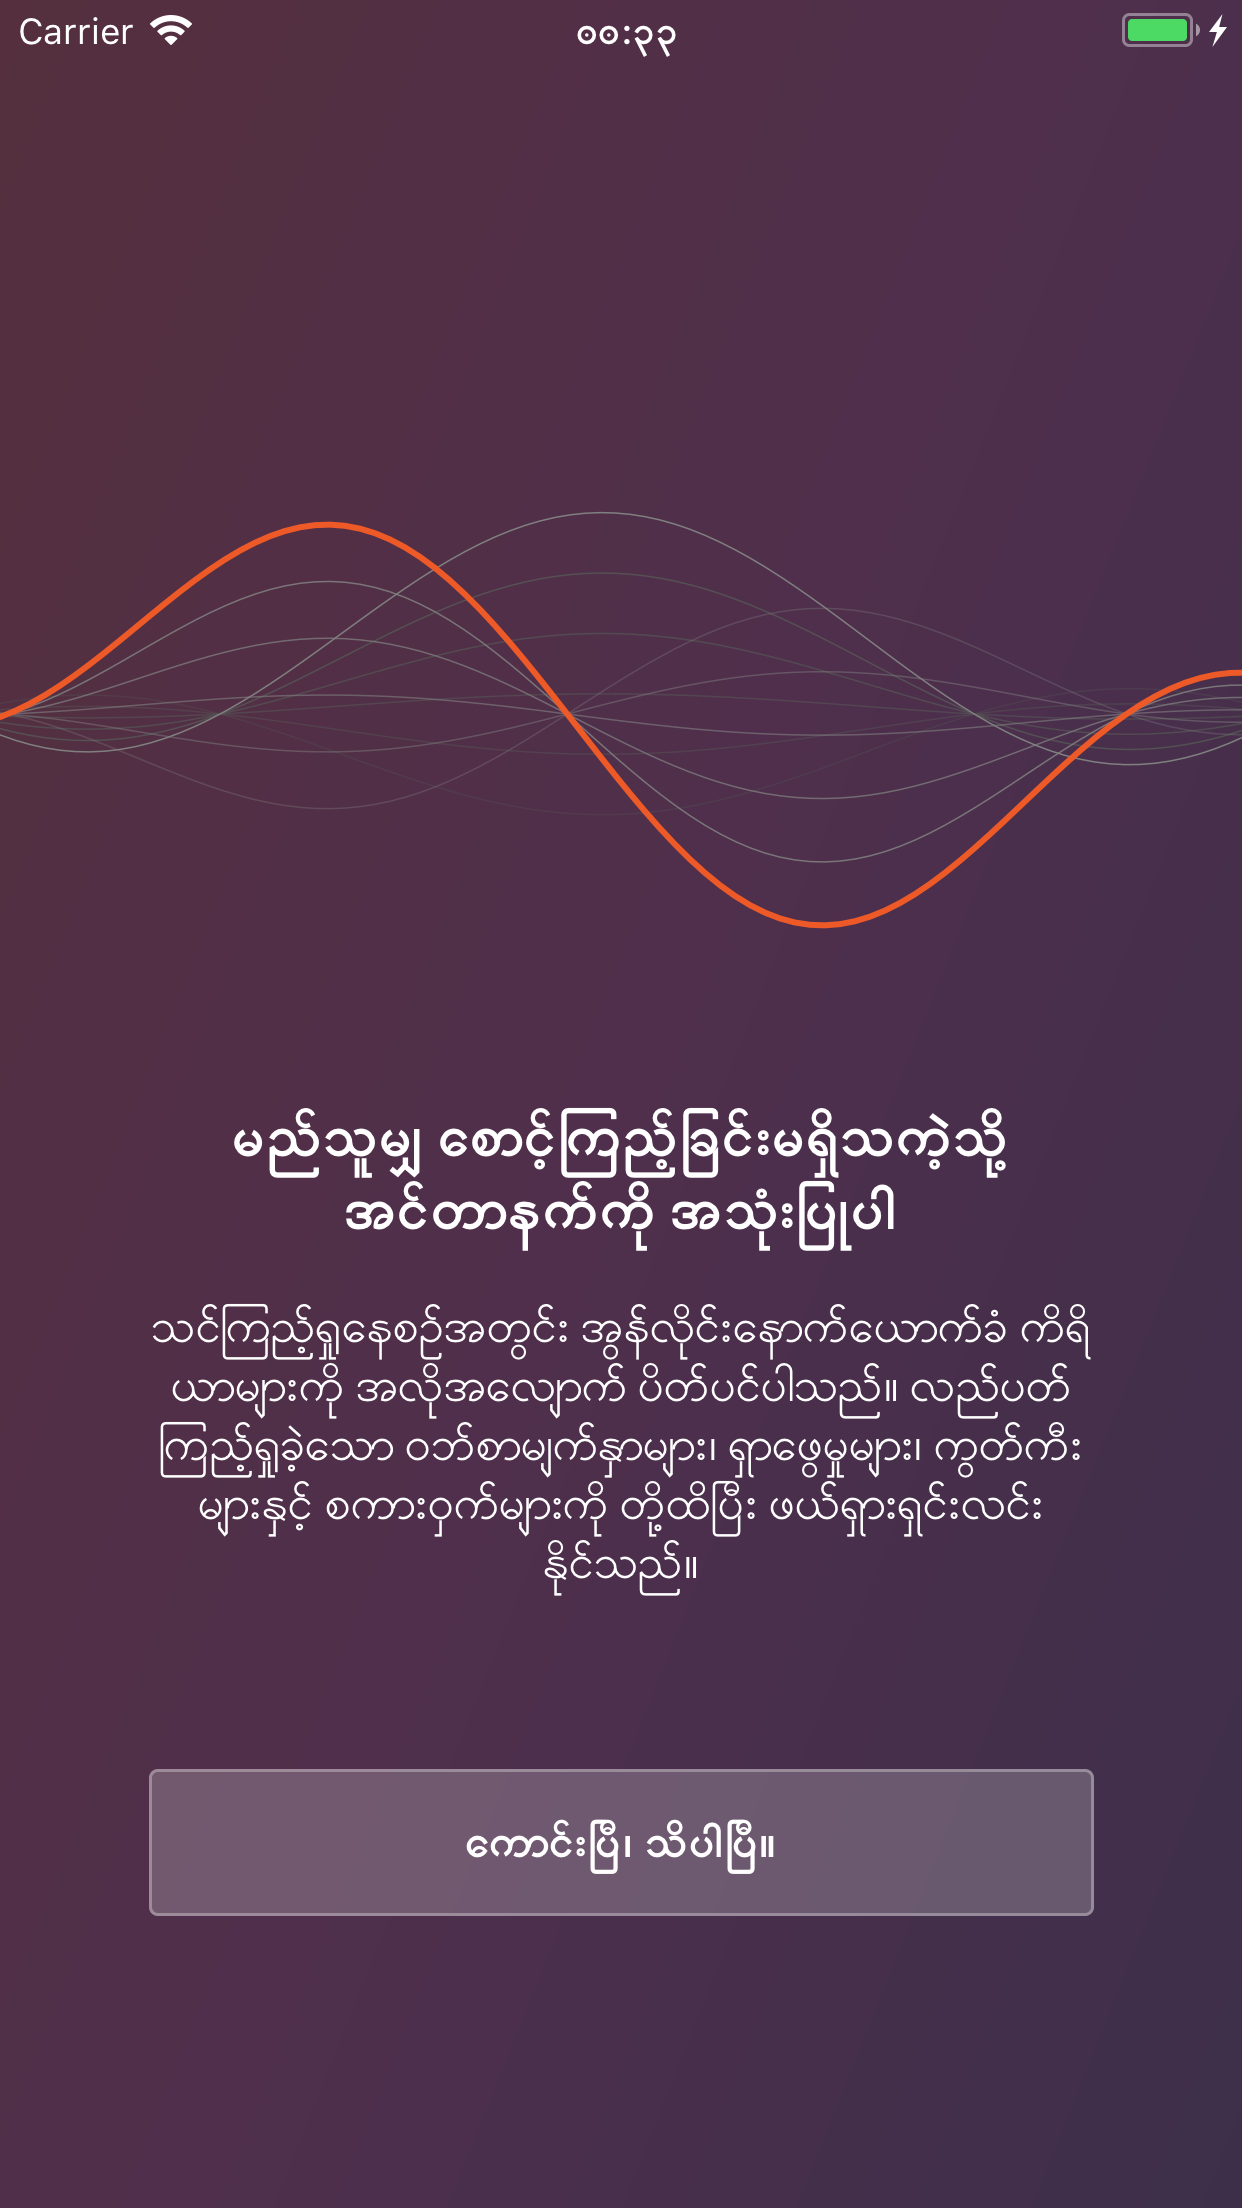 Carrier
၀၀:၃၃
မည်သူမျှ စောင့်ကြည့်ခြင်းမရှိသကဲ့သို့
အင်တာနက်ကို အသုံးပြုပါ
သင်ကြည့်ရှုနေစဉ်အတွင်း အွန်လိုင်းနောက်ယောက်ခံ ကိရိ
ယာများကို အလိုအလျောက် ပိတ်ပင်ပါသည်။ လည်ပတ်
ကြည့်ရှုခဲ့သော ဝဘ်စာမျက်နှာများ၊ ရှာဖွေမှုများ၊ ကွတ်ကီး
များနှင့် စကားဝှက်များကို တို့ထိပြီး ဖယ်ရှားရှင်းလင်း
နိုင်သည်။
ကောင်းပြီ၊ သိပါပြီ။